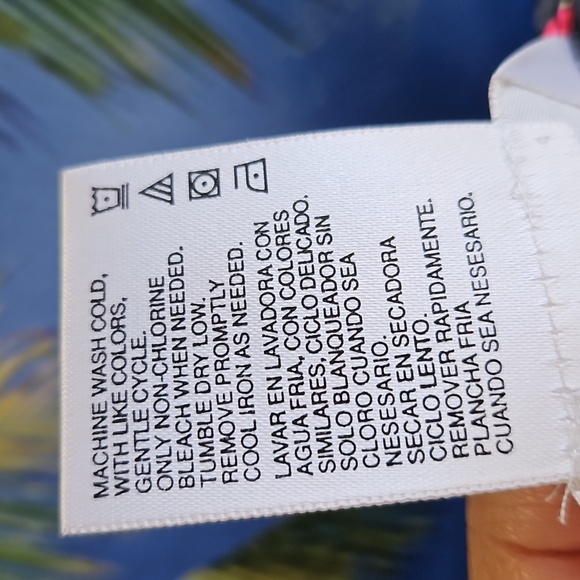 MACHINE WASH COLD,
WITH LIKE COLORS,
GENTLE CYCLE.
ONLY NON-CHLORINE
BLEACH WHEN NEEDED.
TUMBLE DRY LOW.
REMOVE PROMPTLY
COOL IRON AS NEEDED.
LAVAR EN LAVADORA CON
AGUA FRIA, CON COLORES
SIMILARES, CICLO DELICADO.
SOLO BLANQUEADOR SIN
CLORO CUANDO SEA
NESESARIO.
SECAR EN SECADORA
CICLO LENTO.
REMOVER RAPIDAMENTE.
PLANCHA FRIA
CUANDO SEA NESESARIO.